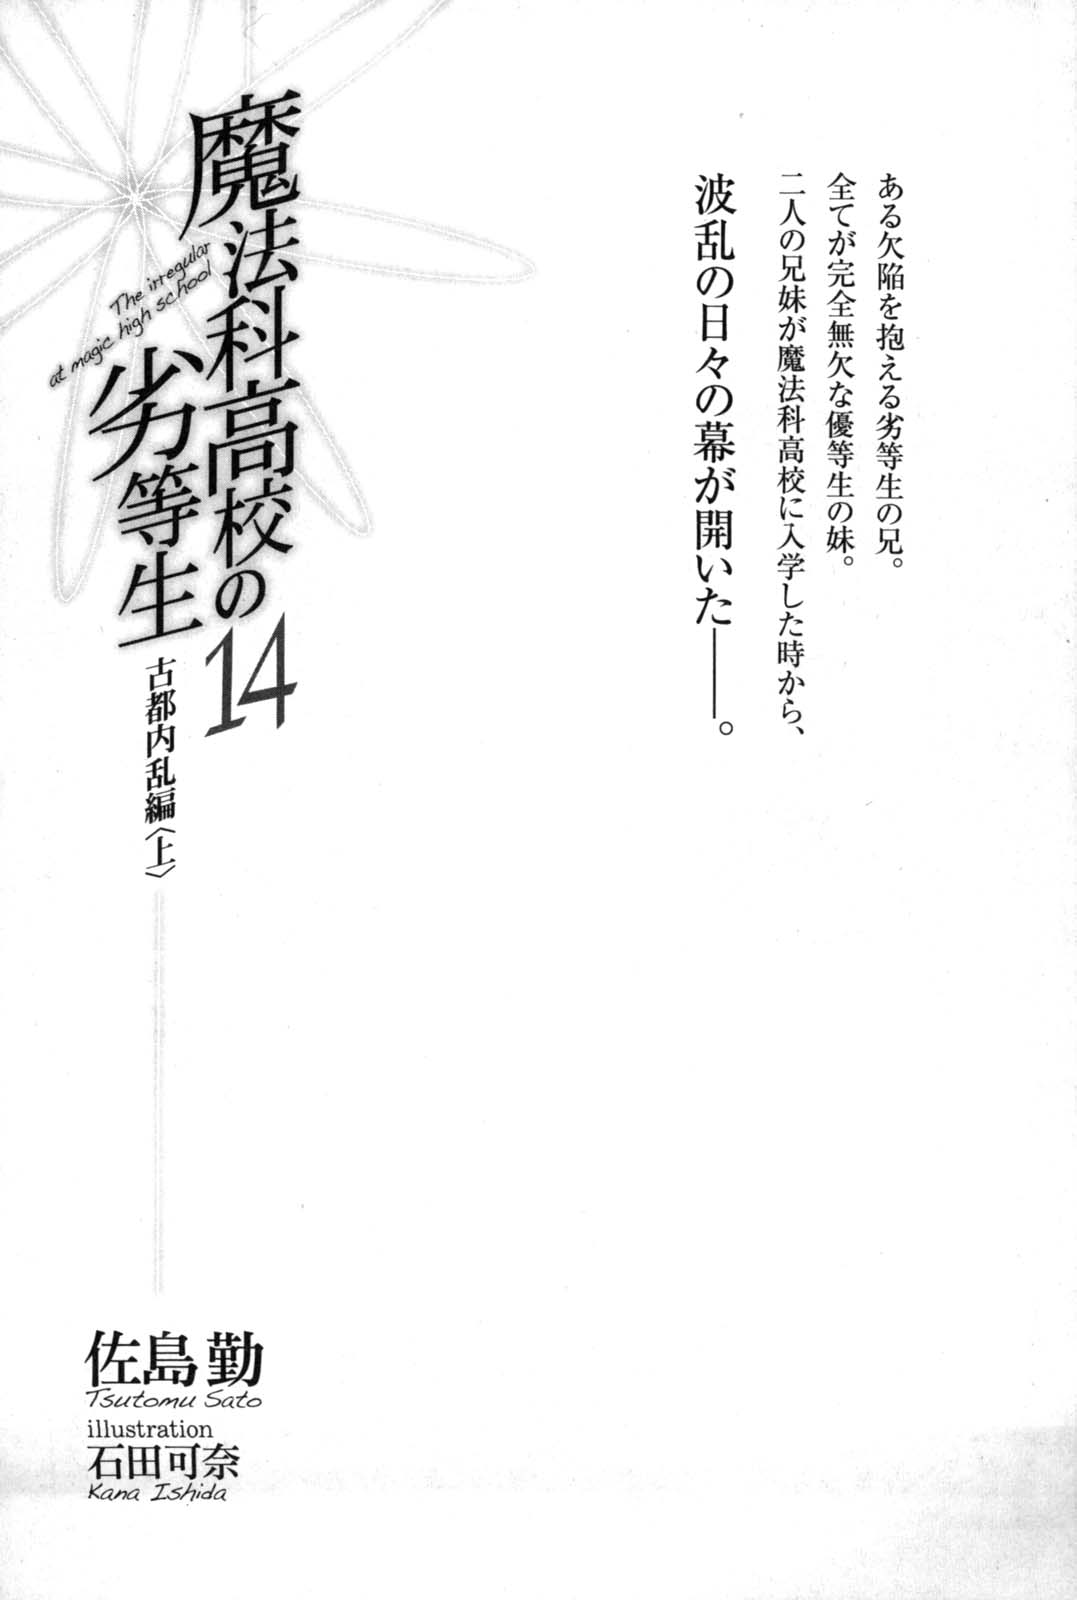 ある欠陥を抱える劣等生の兄。
全てが完全無欠な優等生の妹。
二人の兄妹が魔法科高校に入学した時から、
波乱の日々の幕が開いた――。
魔法科高校の
劣等生
14
The irregular
at magic high school
古都内乱編〈上〉
佐島 勤
Tsutomu Sato
illustration
石田可奈
Kana Ishida